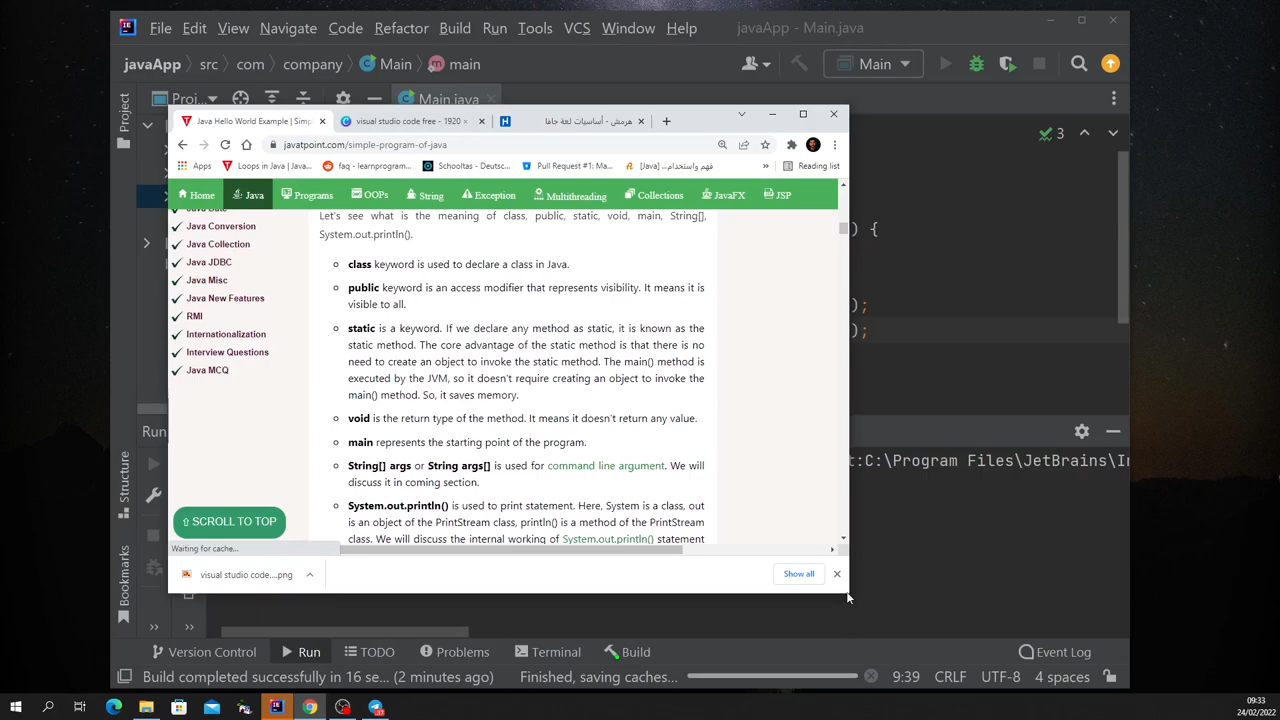 File Edit View Navigate Code Refactor Build Run Tools VCS Window Help javaApp - Main.java
javaApp src com company Main main Main
Project Proj... Main.java
3
Java Hello World Example | Simpl visual studio code free - 1920 × هرمش - أساسيات لغة جافا
javatpoint.com/simple-program-of-java
Apps Loops in Java | Java... faq - learnprogram... Schooltas - Deutsc... Pull Request #1: Ma... [Java] فهم واستخدام... » Reading list
Home Java Programs OOPs String Exception Multithreading Collections JavaFX JSP
Let's see what is the meaning of class, public, static, void, main, String[],
System.out.println().
Java Conversion
Java Collection
Java JDBC
Java Misc
Java New Features
RMI
Internationalization
Interview Questions
Java MCQ
class keyword is used to declare a class in Java.
public keyword is an access modifier that represents visibility. It means it is
visible to all.
static is a keyword. If we declare any method as static, it is known as the
static method. The core advantage of the static method is that there is no
need to create an object to invoke the static method. The main() method is
executed by the JVM, so it doesn't require creating an object to invoke the
main() method. So, it saves memory.
void is the return type of the method. It means it doesn't return any value.
main represents the starting point of the program.
String[] args or String args[] is used for command line argument. We will
discuss it in coming section.
System.out.println() is used to print statement. Here, System is a class, out
is an object of the PrintStream class, println() is a method of the PrintStream
class. We will discuss the internal working of System.out.println() statement
⇧ SCROLL TO TOP
Waiting for cache...
visual studio code....png Show all
) {
);
);
Run
t:C:\Program Files\JetBrains\In
Structure
Bookmarks
» »
Version Control Run TODO Problems Terminal Build Event Log
Build completed successfully in 16 se... (2 minutes ago) Finished, saving caches... 9:39 CRLF UTF-8 4 spaces
09:33
24/02/2022